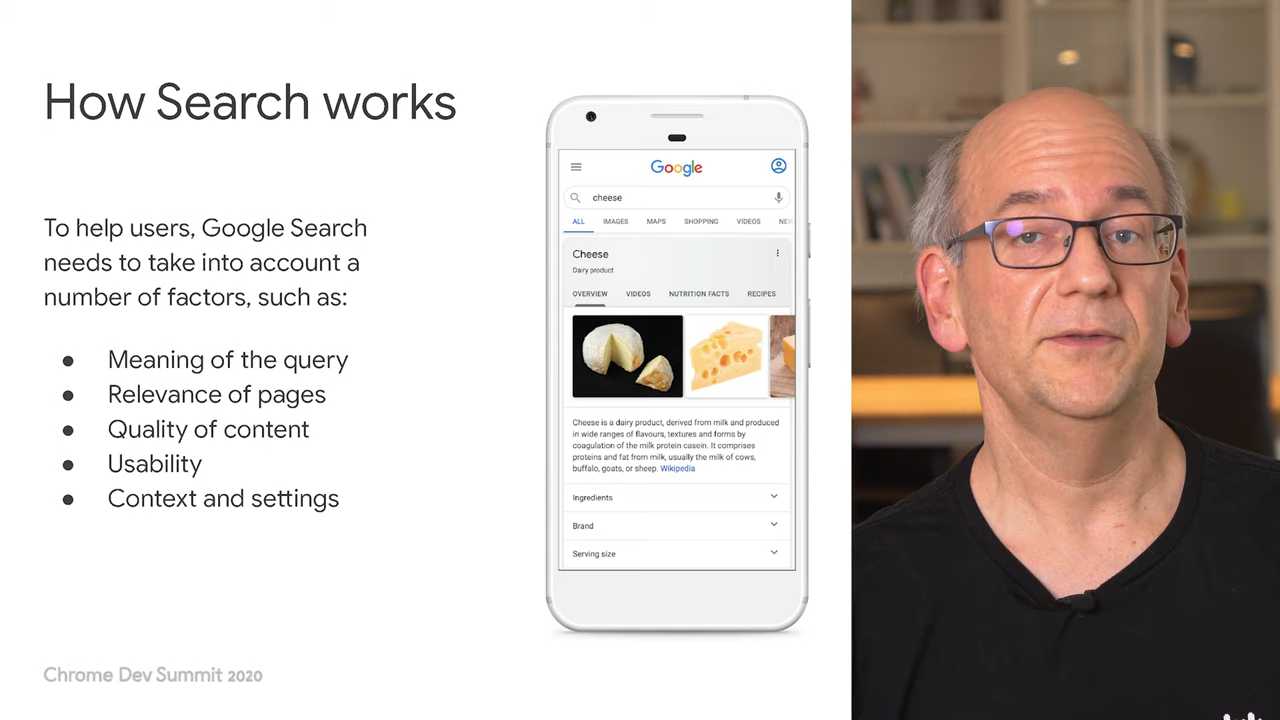 How Search works
To help users, Google Search
needs to take into account a
number of factors, such as:
● Meaning of the query
● Relevance of pages
● Quality of content
● Usability
● Context and settings
Chrome Dev Summit 2020
Google
cheese
ALL IMAGES MAPS SHOPPING VIDEOS NEW
Cheese
Dairy product
OVERVIEW VIDEOS NUTRITION FACTS RECIPES
Cheese is a dairy product, derived from milk and produced
in wide ranges of flavours, textures and forms by
coagulation of the milk protein casein. It comprises
proteins and fat from milk, usually the milk of cows,
buffalo, goats, or sheep. Wikipedia
Ingredients
Brand
Serving size